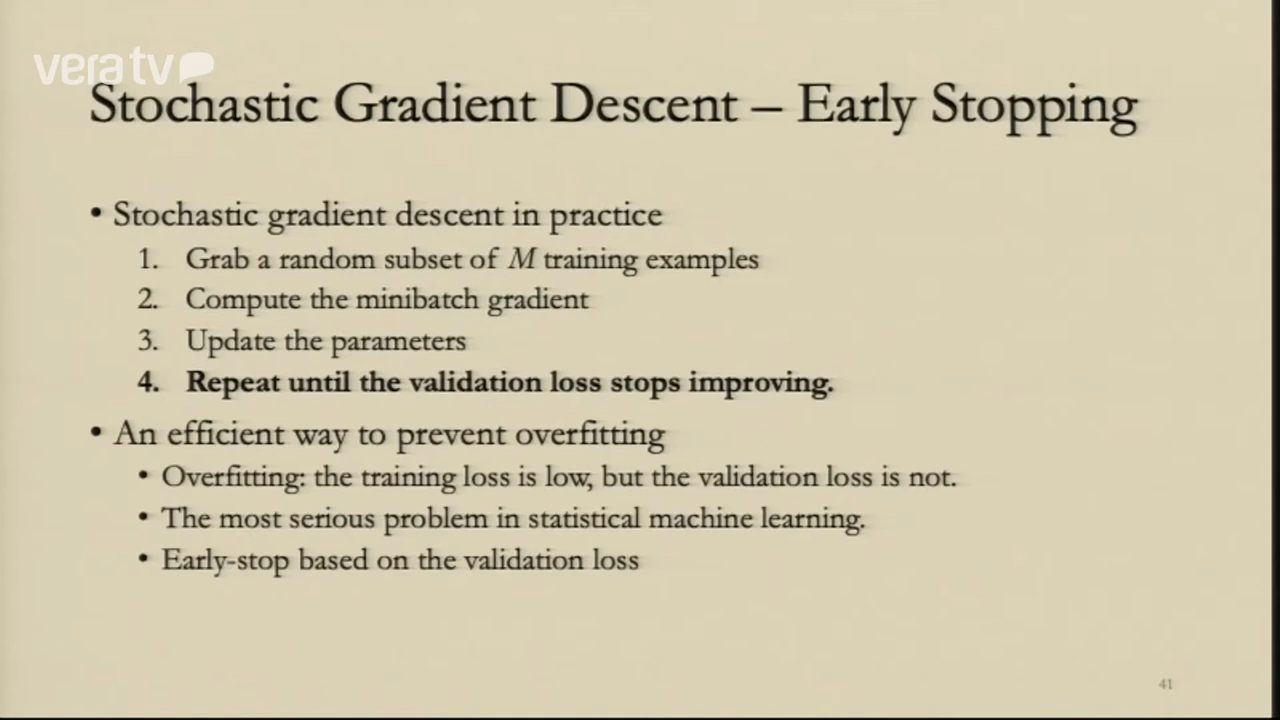 vera tv
Stochastic Gradient Descent – Early Stopping
• Stochastic gradient descent in practice
1. Grab a random subset of M training examples
2. Compute the minibatch gradient
3. Update the parameters
4. Repeat until the validation loss stops improving.
• An efficient way to prevent overfitting
• Overfitting: the training loss is low, but the validation loss is not.
• The most serious problem in statistical machine learning.
• Early-stop based on the validation loss
41